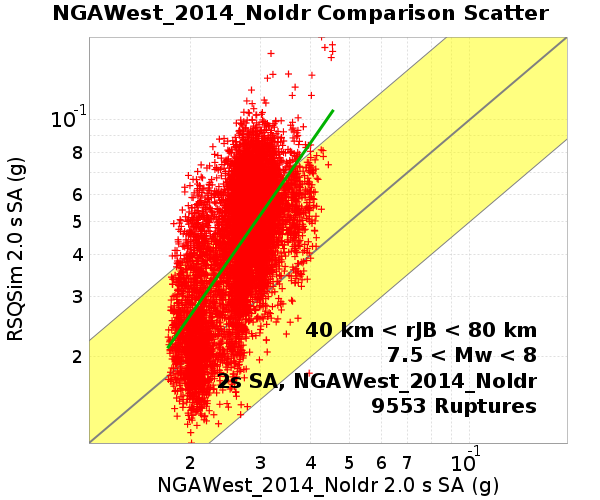 NGAWest_2014_NoIdr Comparison Scatter
RSQSim 2.0 s SA (g)
10^-1
8
6
5
4
3
2
40 km < rJB < 80 km
7.5 < Mw < 8
2s SA, NGAWest_2014_NoIdr
9553 Ruptures
2 3 4 5 6 7 10^-1
NGAWest_2014_NoIdr 2.0 s SA (g)